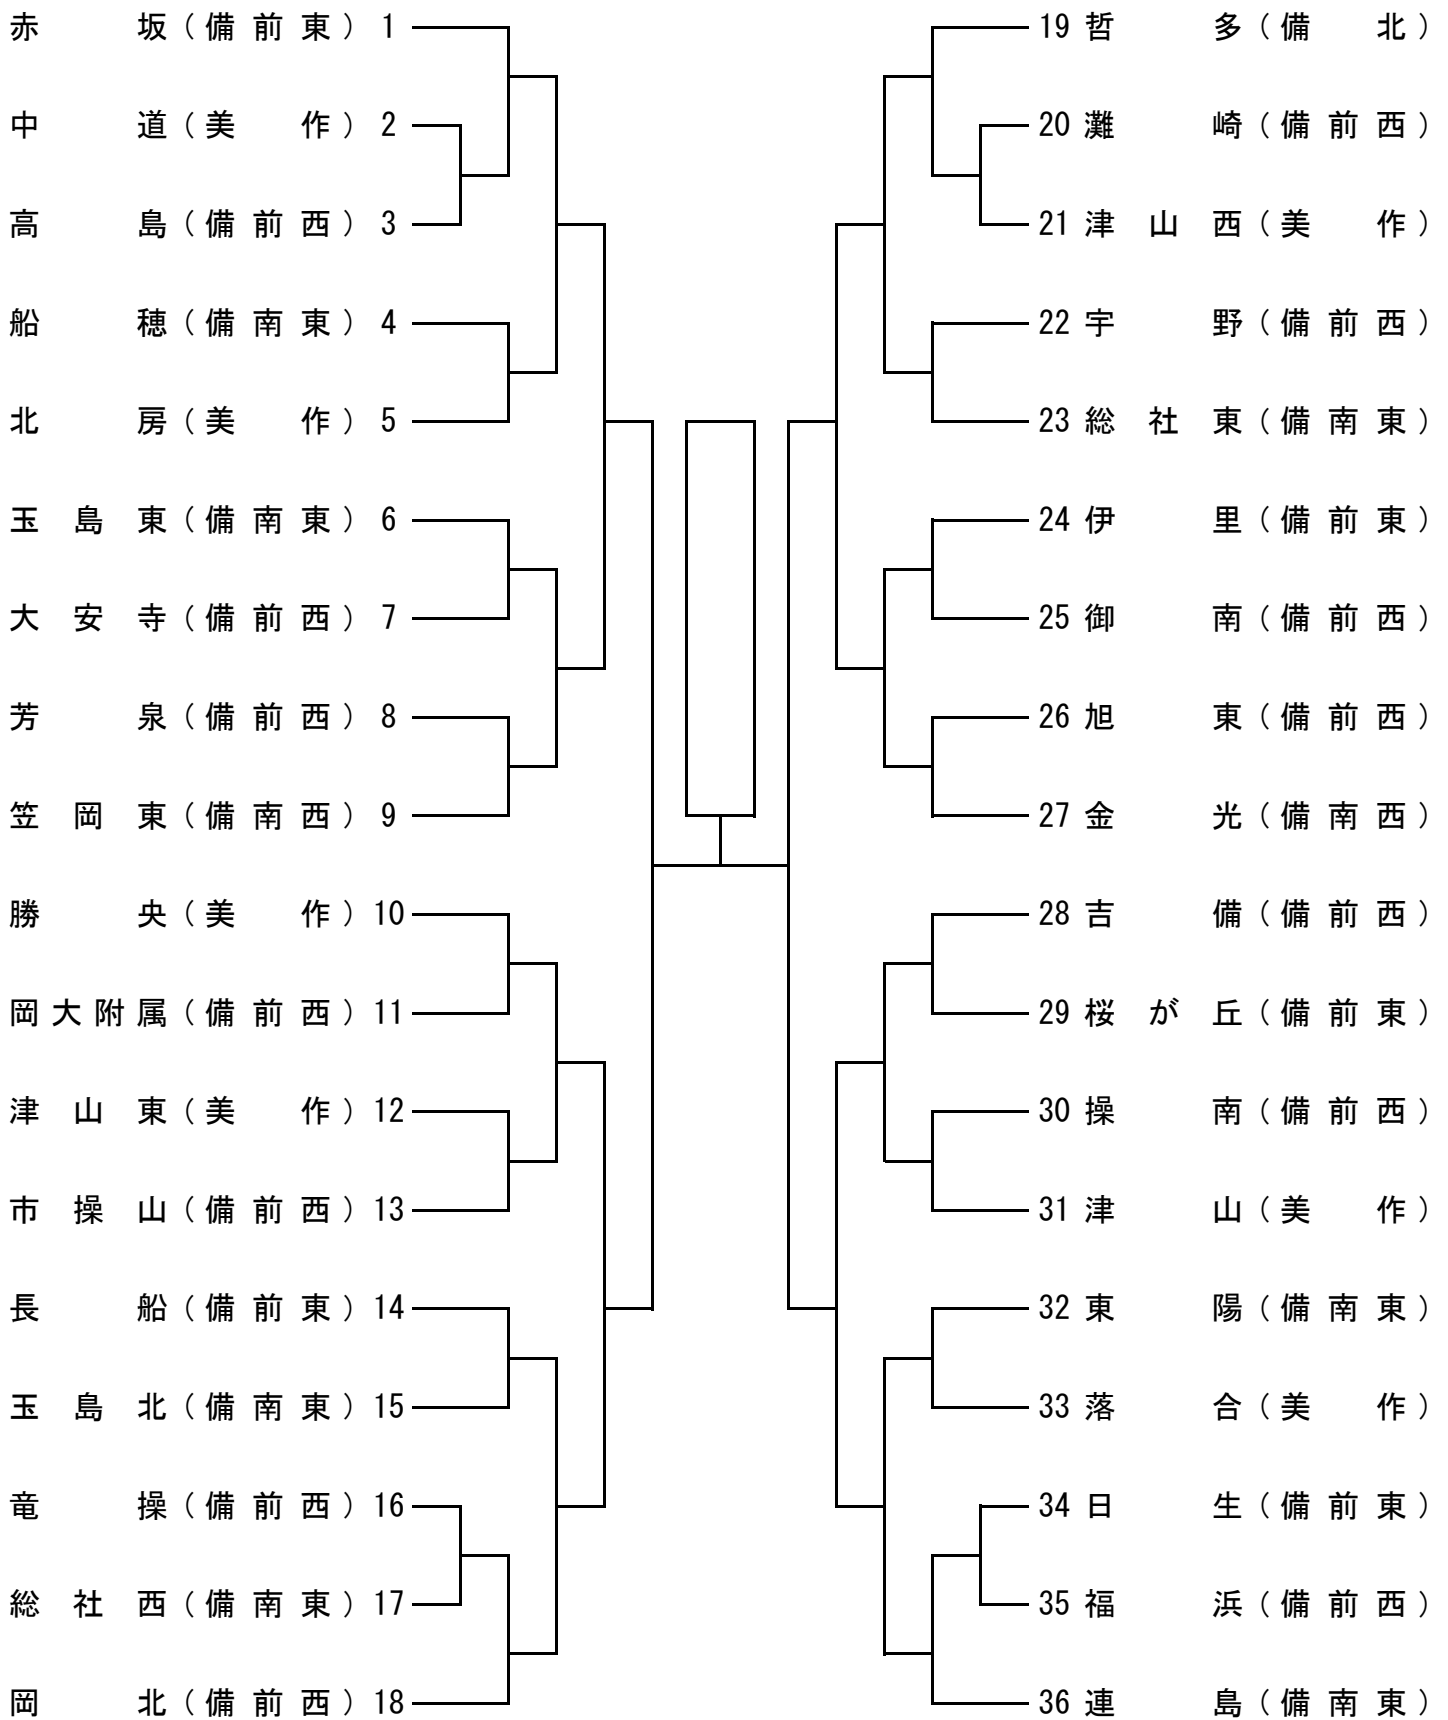 赤坂（備前東）1
中道（美作）2
高島（備前西）3
船穂（備南東）4
北房（美作）5
玉島東（備南東）6
大安寺（備前西）7
芳泉（備前西）8
笠岡東（備南西）9
勝央（美作）10
岡大附属（備前西）11
津山東（美作）12
市操山（備前西）13
長船（備前東）14
玉島北（備南東）15
竜操（備前西）16
総社西（備南東）17
岡北（備前西）18
19 哲多（備北）
20 灘崎（備前西）
21 津山西（美作）
22 宇野（備前西）
23 総社東（備南東）
24 伊里（備前東）
25 御南（備前西）
26 旭東（備前西）
27 金光（備南西）
28 吉備（備前西）
29 桜が丘（備前東）
30 操南（備前西）
31 津山（美作）
32 東陽（備南東）
33 落合（美作）
34 日生（備前東）
35 福浜（備前西）
36 連島（備南東）